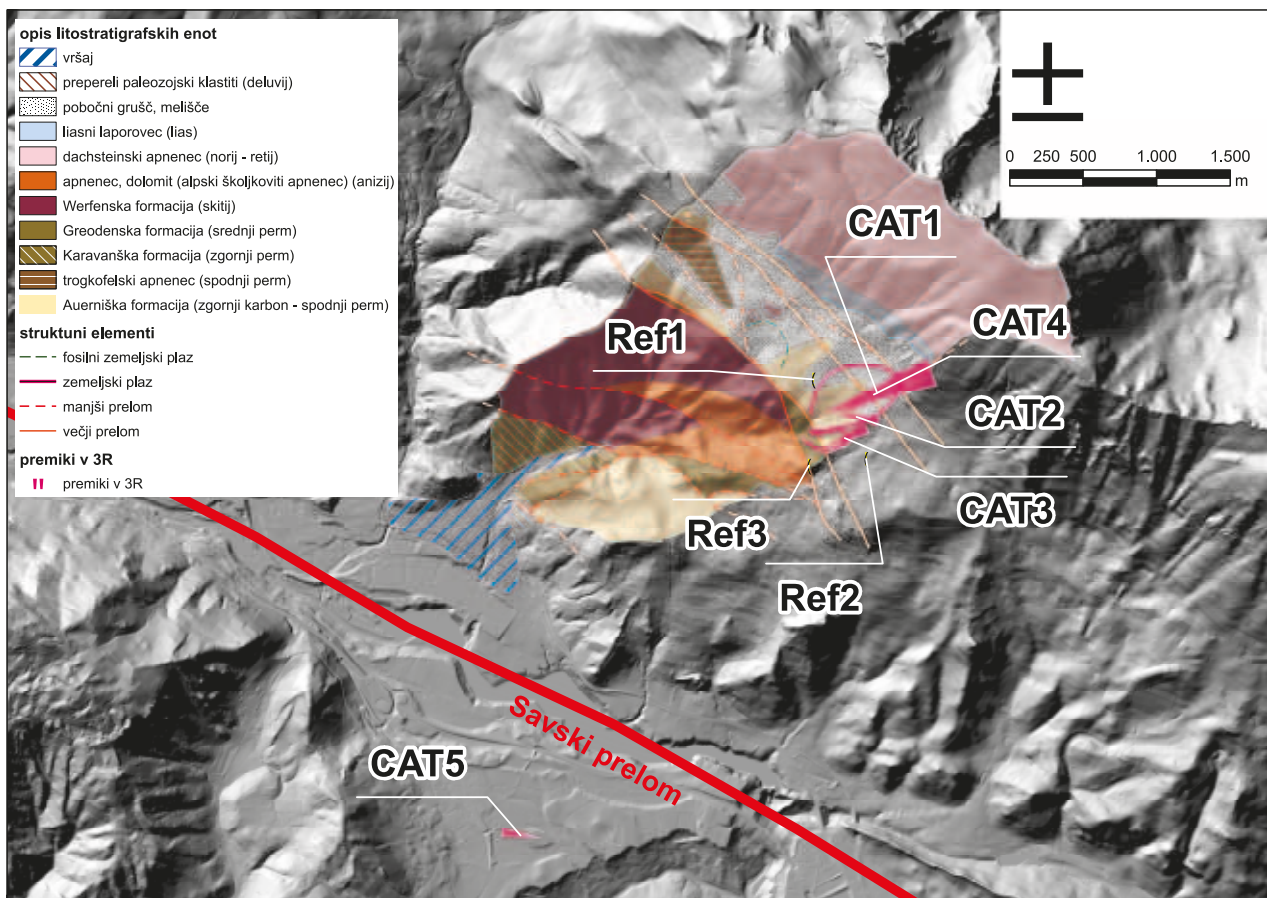 opis litostratigrafskih enot
vršaj
prepereli paleozojski klastiti (deluvij)
pobočni grušč, melišče
liasni laporovec (lias)
dachsteinski apnenec (norij - retij)
apnenec, dolomit (alpski školjkoviti apnenec) (anizij)
Werfenska formacija (skitij)
Greodenska formacija (srednji perm)
Karavanška formacija (zgornji perm)
trogkofelski apnenec (spodnji perm)
Auerniška formacija (zgornji karbon - spodnji perm)
struktuni elementi
fosilni zemeljski plaz
zemeljski plaz
manjši prelom
večji prelom
premiki v 3R
premiki v 3R
0 250 500 1.000 1.500
m
CAT1
CAT4
Ref1
CAT2
CAT3
Ref3
Ref2
Savski prelom
CAT5